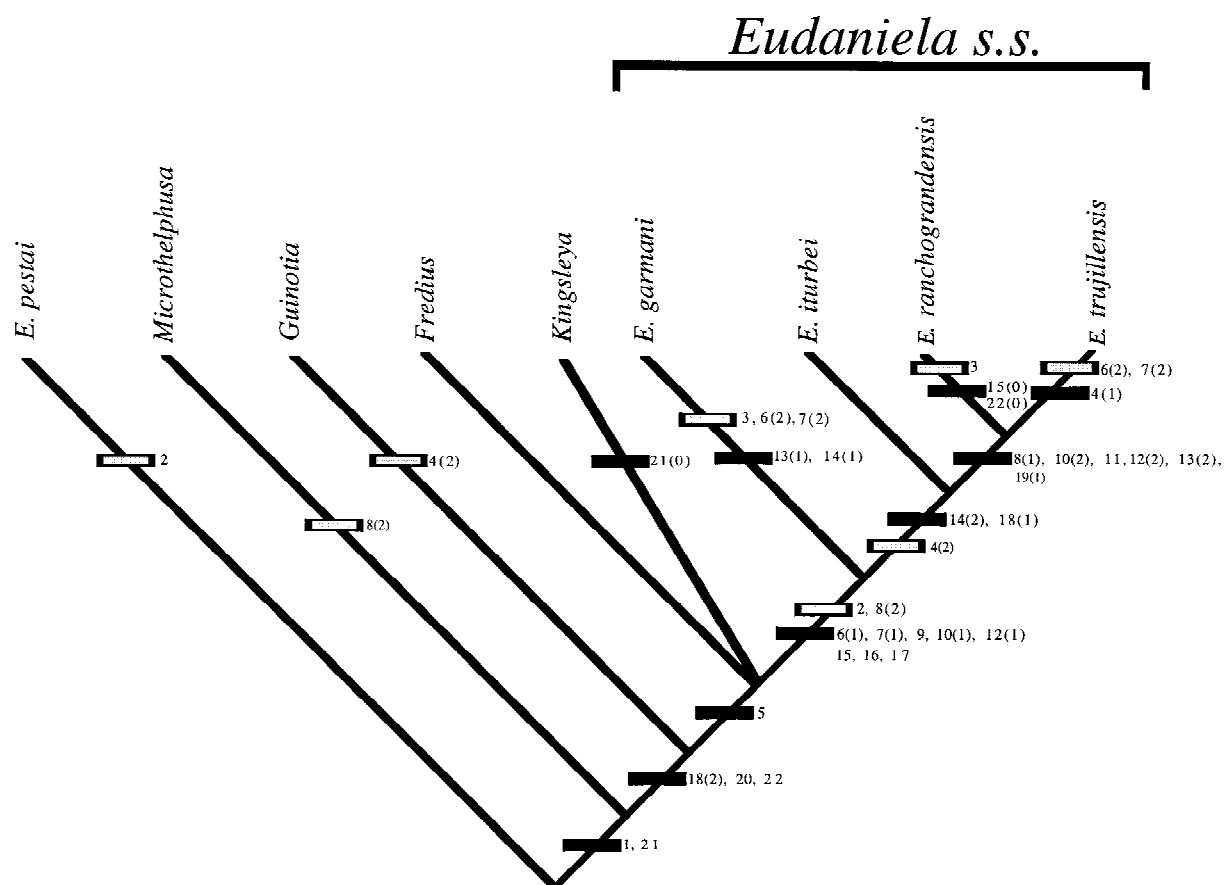 Eudaniela s.s.
E. pestai
Microthelphusa
Guinotia
Fredius
Kingsleya
E. garmani
E. iturbei
E. ranchograndensis
E. trujillensis
3
6(2), 7(2)
15(0)
22(0)
4(1)
3, 6(2), 7(2)
2
4(2)
21(0)
13(1), 14(1)
8(1), 10(2), 11, 12(2), 13(2),
19(1)
8(2)
14(2), 18(1)
4(2)
2, 8(2)
6(1), 7(1), 9, 10(1), 12(1)
15, 16, 17
5
18(2), 20, 22
1, 21